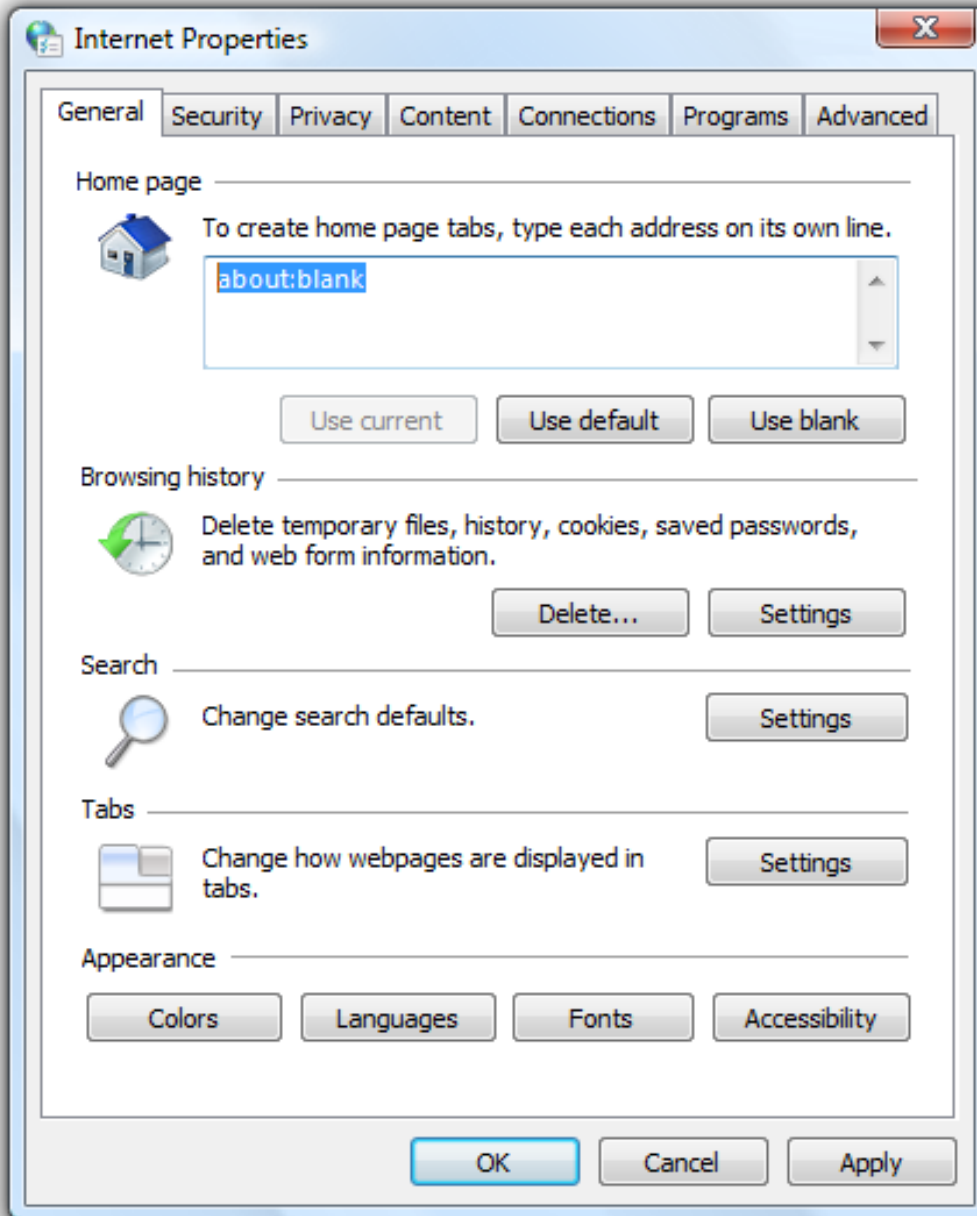 Internet Properties
General Security Privacy Content Connections Programs Advanced
Home page
To create home page tabs, type each address on its own line.
about:blank
Use current Use default Use blank
Browsing history
Delete temporary files, history, cookies, saved passwords,
and web form information.
Delete... Settings
Search
Change search defaults. Settings
Tabs
Change how webpages are displayed in Settings
tabs.
Appearance
Colors Languages Fonts Accessibility
OK Cancel Apply